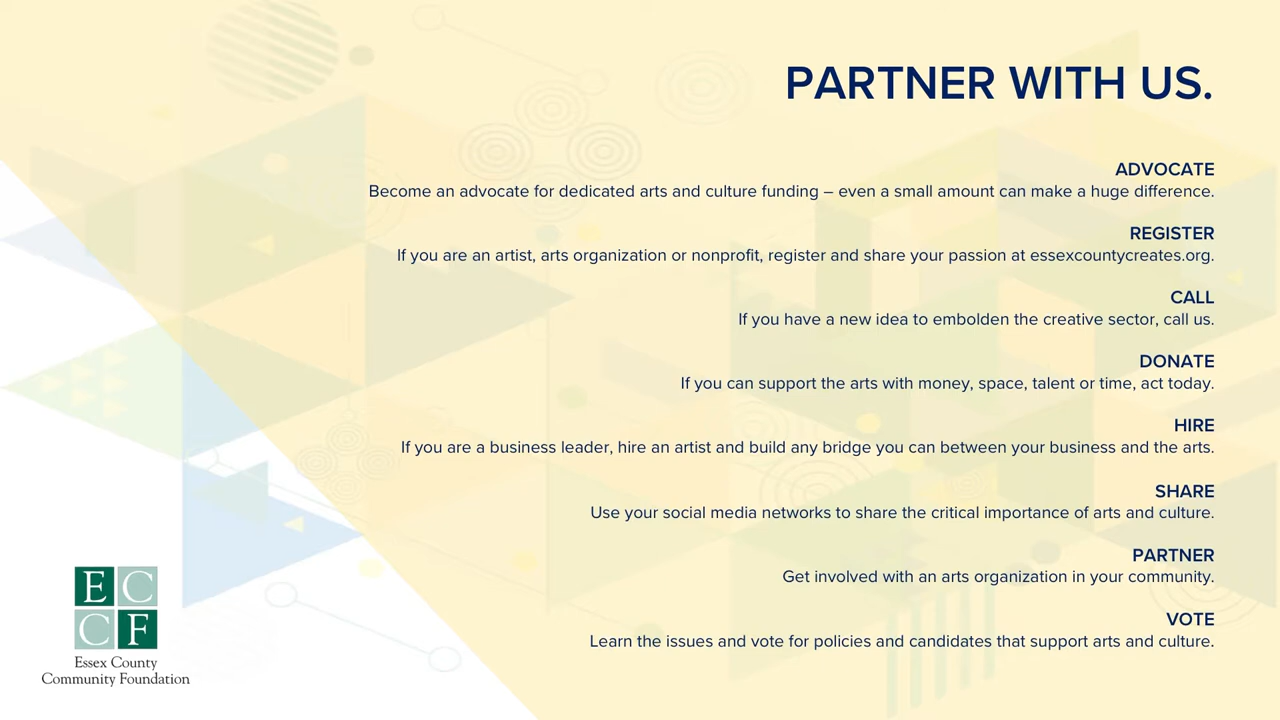 PARTNER WITH US.
ADVOCATE
Become an advocate for dedicated arts and culture funding – even a small amount can make a huge difference.
REGISTER
If you are an artist, arts organization or nonprofit, register and share your passion at essexcountycreates.org.
CALL
If you have a new idea to embolden the creative sector, call us.
DONATE
If you can support the arts with money, space, talent or time, act today.
HIRE
If you are a business leader, hire an artist and build any bridge you can between your business and the arts.
SHARE
Use your social media networks to share the critical importance of arts and culture.
PARTNER
Get involved with an arts organization in your community.
VOTE
Learn the issues and vote for policies and candidates that support arts and culture.
E C
C F
Essex County
Community Foundation